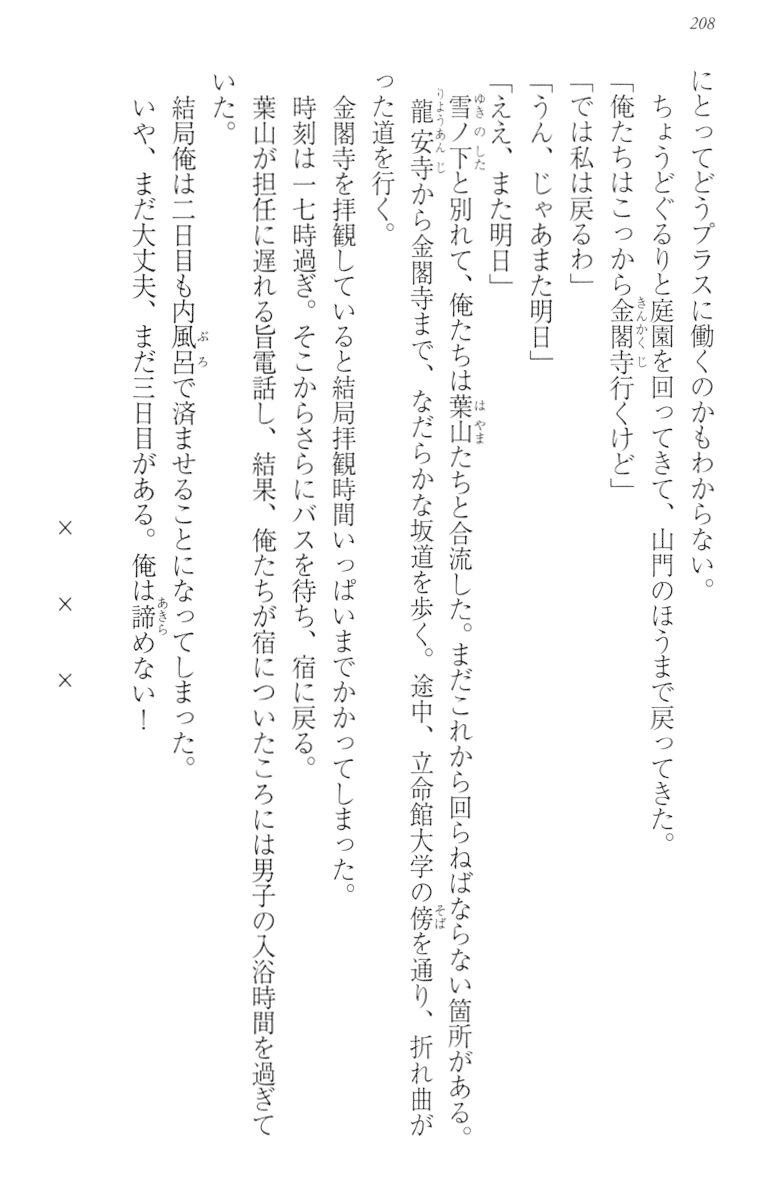 208
にとってどうプラスに働くのかもわからない。
　ちょうどぐるりと庭園を回ってきて、山門のほうまで戻ってきた。
「俺たちはこっから金閣寺行くけど」
「では私は戻るわ」
「うん、じゃあまた明日」
「ええ、また明日」
　雪ノ下と別れて、俺たちは葉山たちと合流した。まだこれから回らねばならない箇所がある。
　龍安寺から金閣寺まで、なだらかな坂道を歩く。途中、立命館大学の傍を通り、折れ曲が
った道を行く。
　金閣寺を拝観していると結局拝観時間いっぱいまでかかってしまった。
　時刻は一七時過ぎ。そこからさらにバスを待ち、宿に戻る。
　葉山が担任に遅れる旨電話し、結果、俺たちが宿についたころには男子の入浴時間を過ぎて
いた。
　結局俺は二日目も内風呂で済ませることになってしまった。
　いや、まだ大丈夫、まだ三日目がある。俺は諦めない！
×　×　×